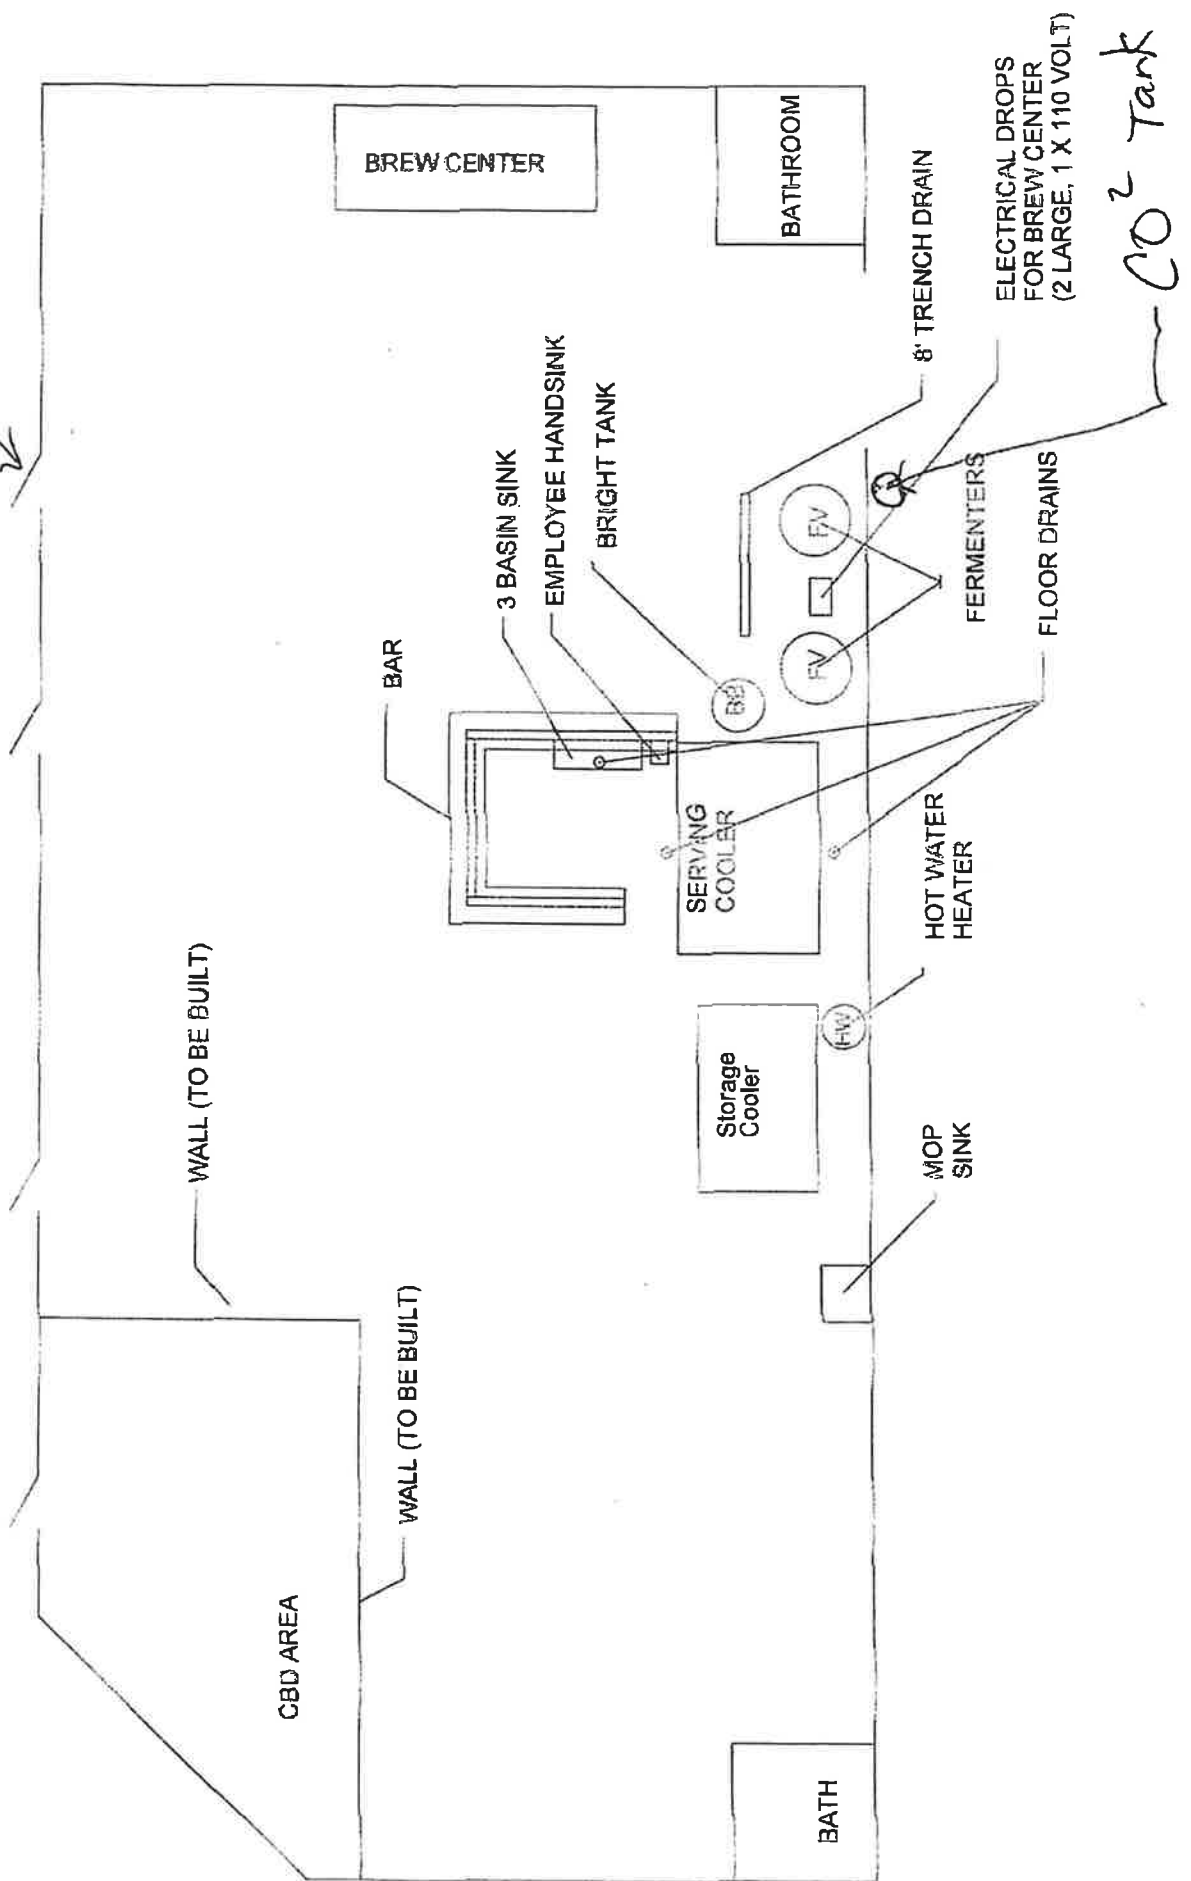 CBD AREA
WALL (TO BE BUILT)
WALL (TO BE BUILT)
BAR
3 BASIN SINK
EMPLOYEE HANDSINK
BRIGHT TANK
BREW CENTER
BATHROOM
SERVING
COOLER
BB
FV
FV
8' TRENCH DRAIN
Storage
Cooler
HW
BATH
MOP
SINK
HOT WATER
HEATER
FLOOR DRAINS
FERMENTERS
ELECTRICAL DROPS
FOR BREW CENTER
(2 LARGE, 1 X 110 VOLT)
CO² Tank